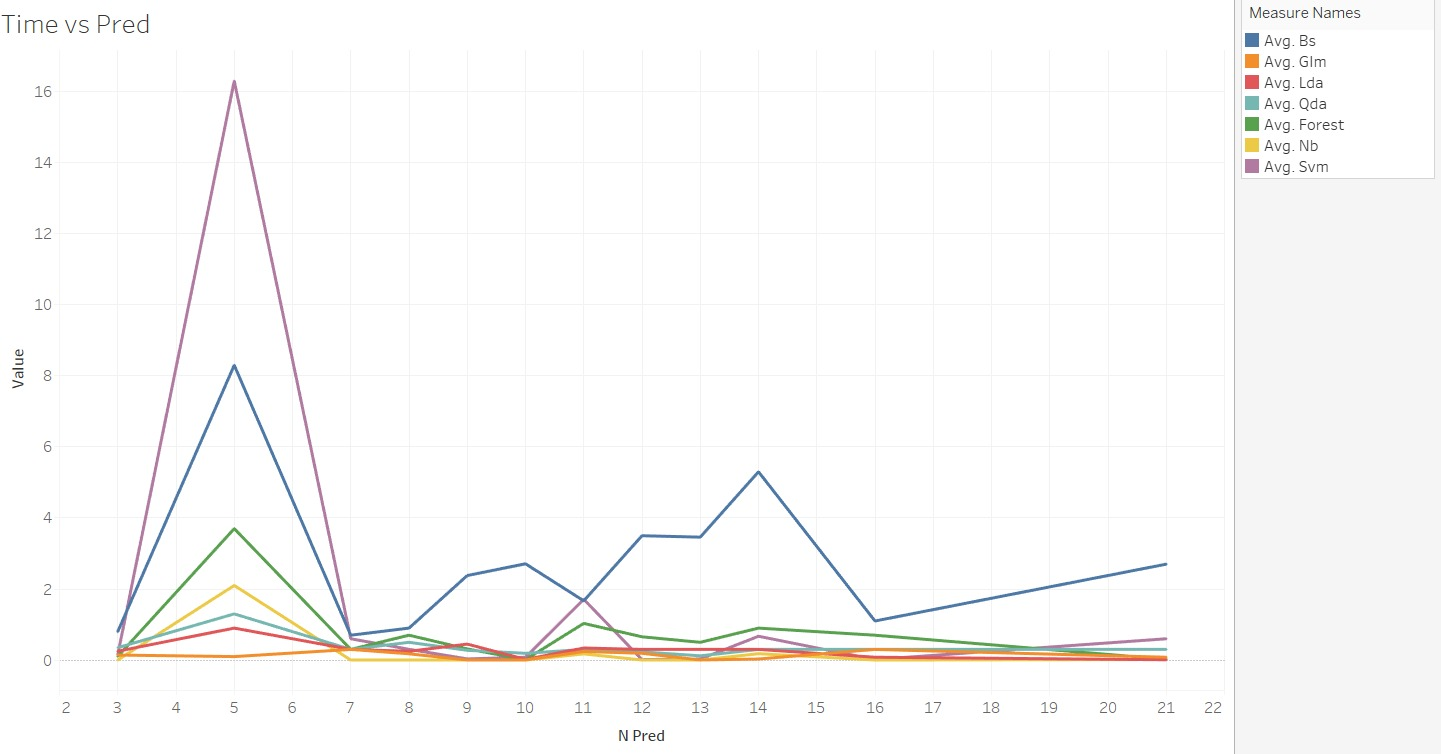 Time vs Pred
Measure Names
Avg. Bs
Avg. Glm
Avg. Lda
Avg. Qda
Avg. Forest
Avg. Nb
Avg. Svm
Value
16
14
12
10
8
6
4
2
0
2 3 4 5 6 7 8 9 10 11 12 13 14 15 16 17 18 19 20 21 22
N Pred